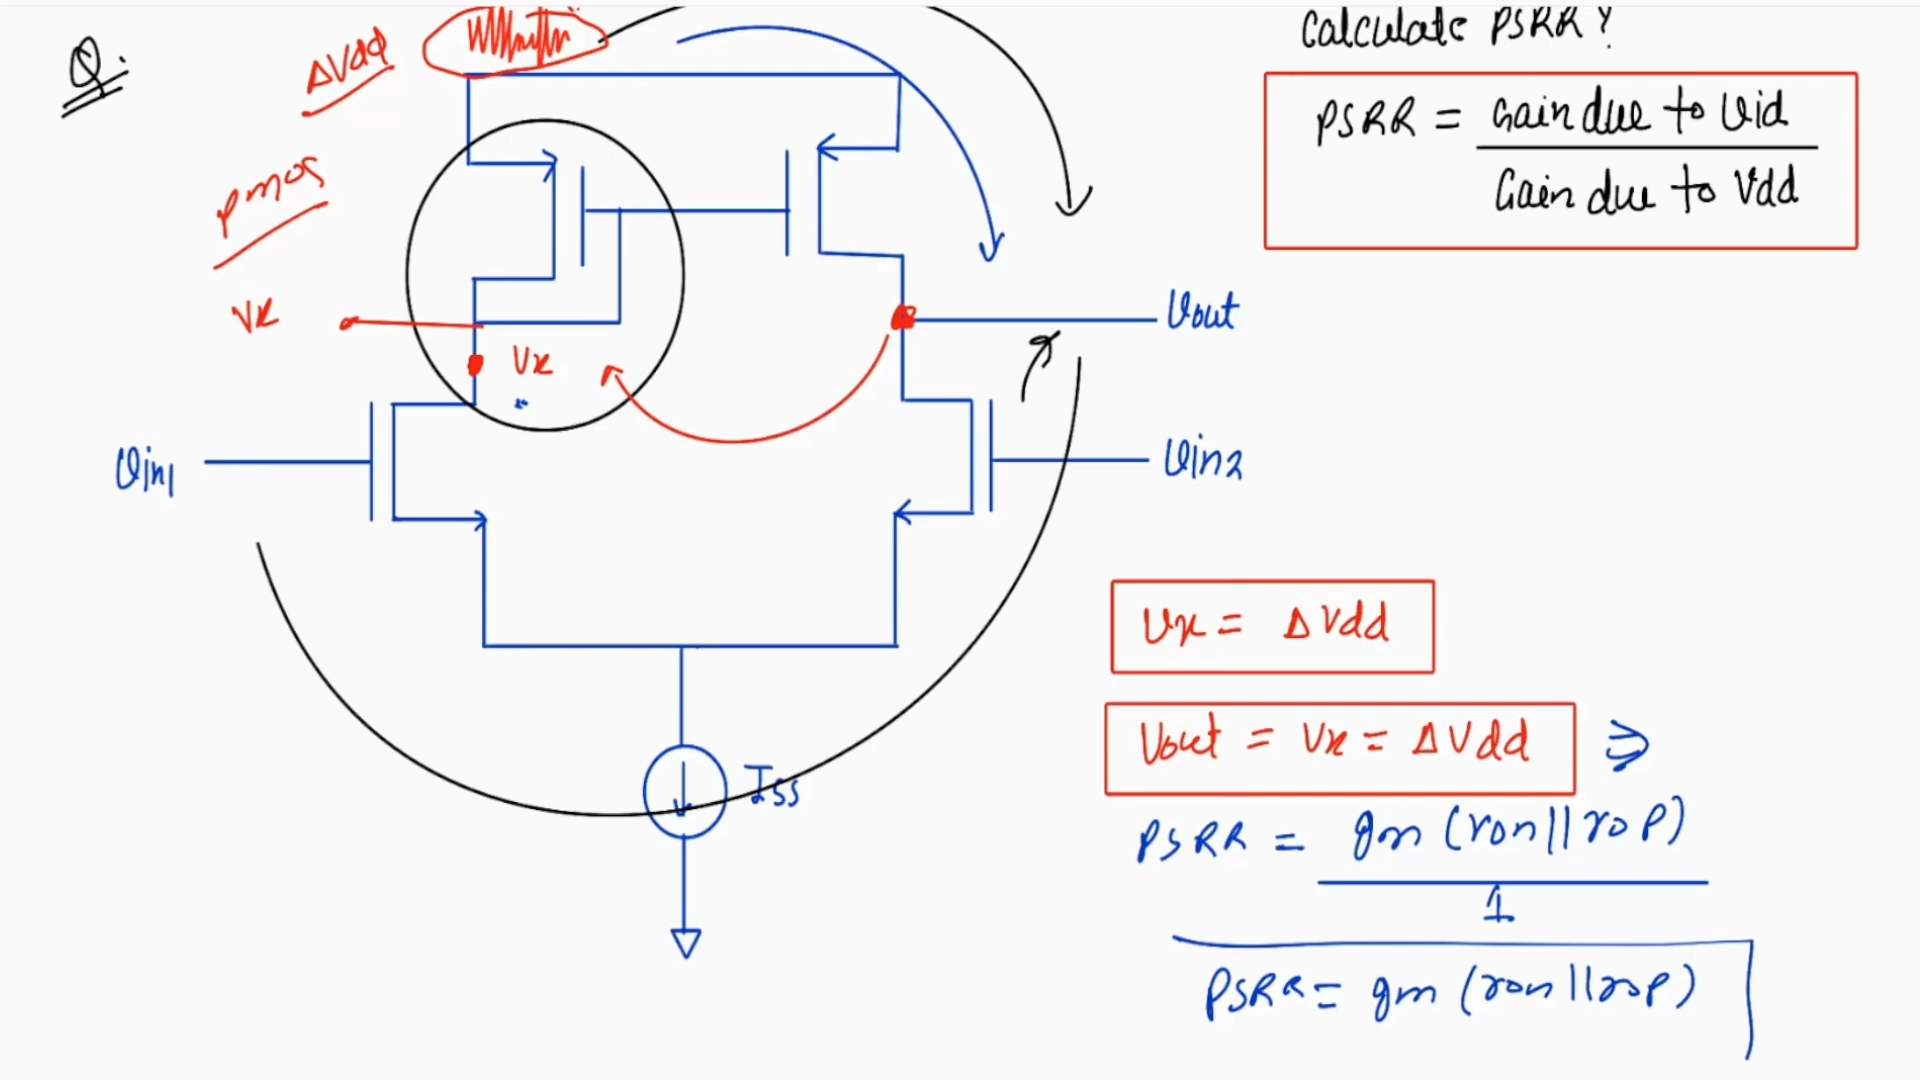 Q.
ΔVdd
Calculate PSRR?
PSRR = Gain due to Vid
Gain due to Vdd
pmos
Vx
Vx
Vout
Vin1
Vin2
Iss
Vx = ΔVdd
Vout = Vx = ΔVdd
PSRR = gm (ron||rop)
1
PSRR = gm (ron||rop)